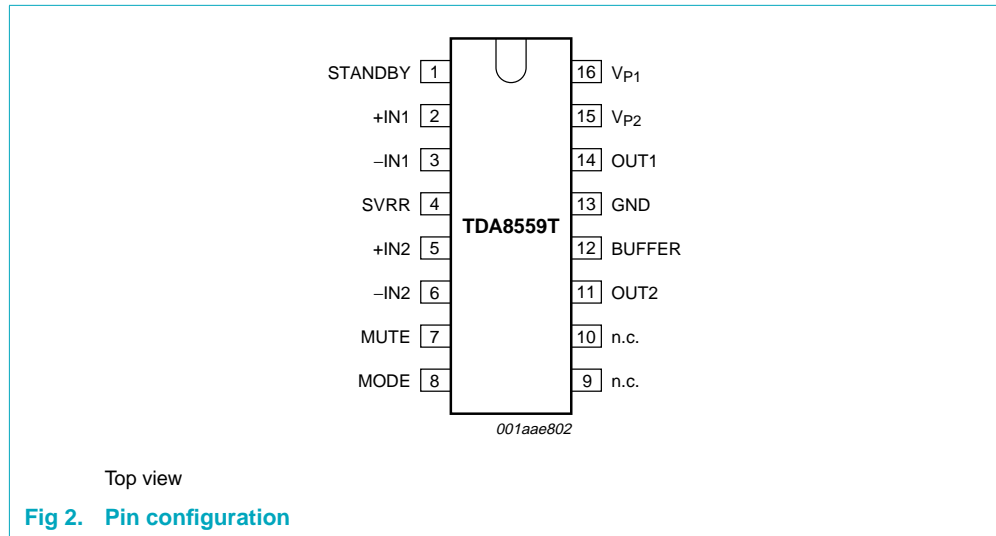 STANDBY 1 16 VP1
+IN1 2 15 VP2
−IN1 3 14 OUT1
SVRR 4 13 GND
TDA8559T
+IN2 5 12 BUFFER
−IN2 6 11 OUT2
MUTE 7 10 n.c.
MODE 8 9 n.c.
001aae802
Top view
Fig 2. Pin configuration